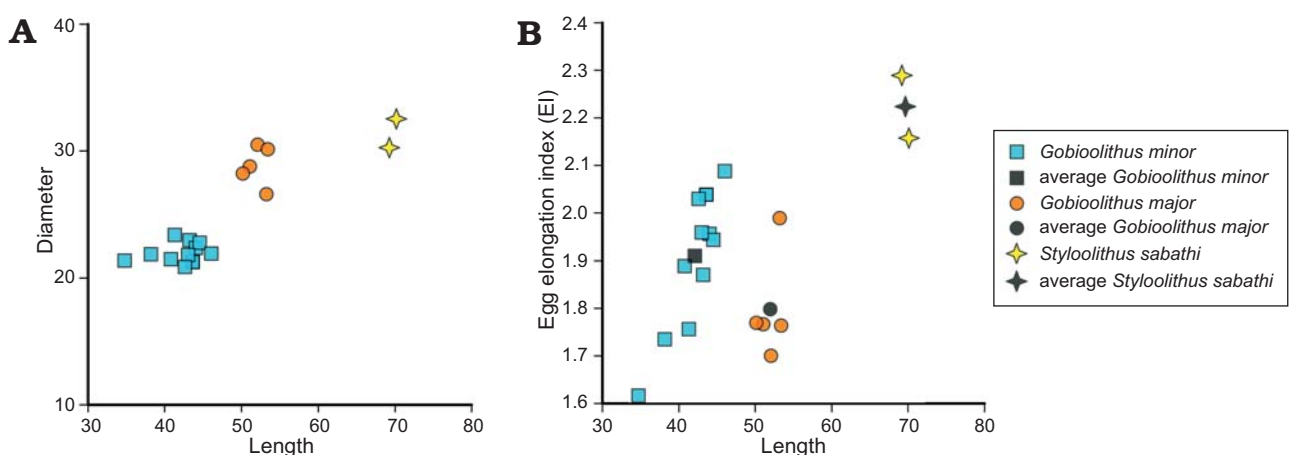 A
40
30
20
10
Diameter
30 40 50 60 70 80
Length
B
2.4
2.3
2.2
2.1
2.0
1.9
1.8
1.7
1.6
Egg elongation index (EI)
30 40 50 60 70 80
Length
Gobioolithus minor
average Gobioolithus minor
Gobioolithus major
average Gobioolithus major
Styloolithus sabathi
average Styloolithus sabathi